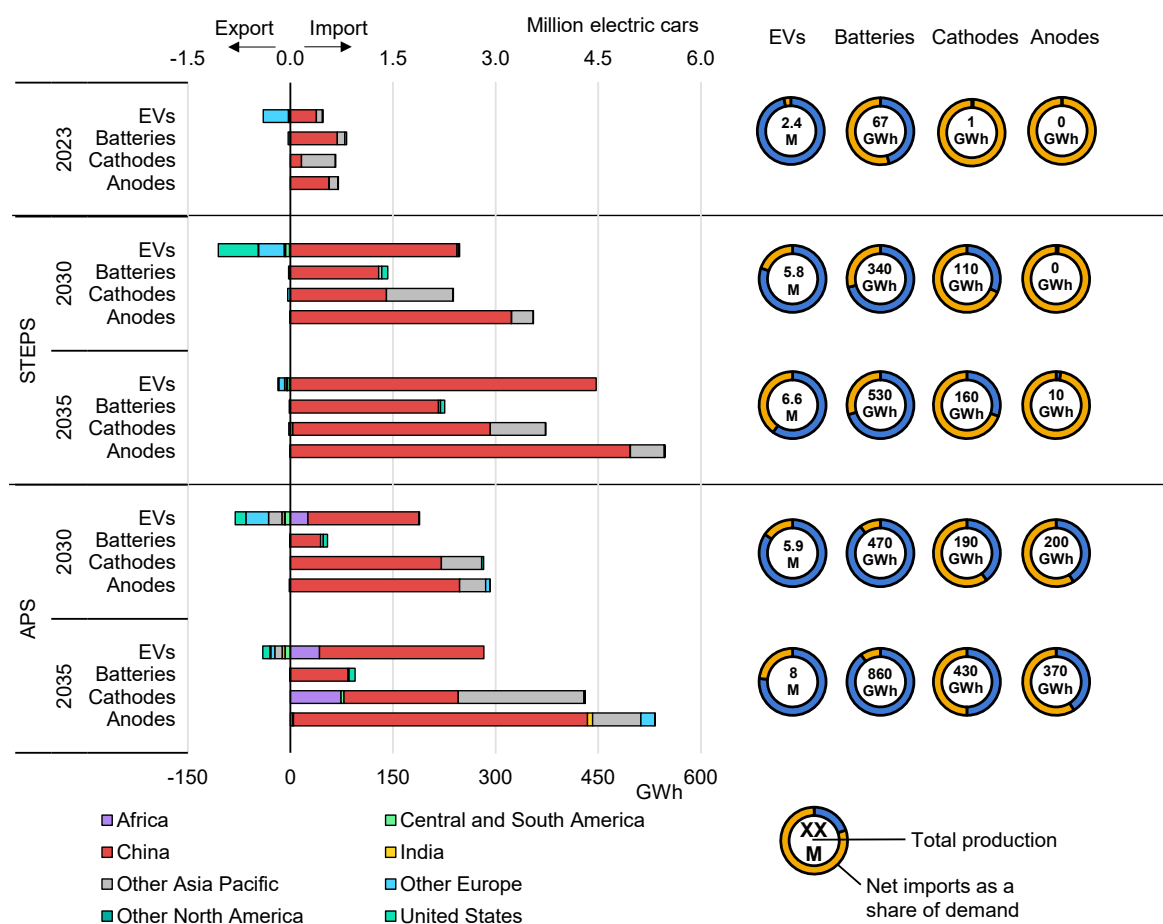 Export Import Million electric cars
-1.5 0.0 1.5 3.0 4.5 6.0
EVs Batteries Cathodes Anodes
2023
EVs
Batteries
Cathodes
Anodes
2.4 M
67 GWh
1 GWh
0 GWh
STEPS
2030
EVs
Batteries
Cathodes
Anodes
5.8 M
340 GWh
110 GWh
0 GWh
2035
EVs
Batteries
Cathodes
Anodes
6.6 M
530 GWh
160 GWh
10 GWh
APS
2030
EVs
Batteries
Cathodes
Anodes
5.9 M
470 GWh
190 GWh
200 GWh
2035
EVs
Batteries
Cathodes
Anodes
8 M
860 GWh
430 GWh
370 GWh
-150 0 150 300 450 600
GWh
Africa
Central and South America
China
India
Other Asia Pacific
Other Europe
Other North America
United States
XX
M
Total production
Net imports as a
share of demand